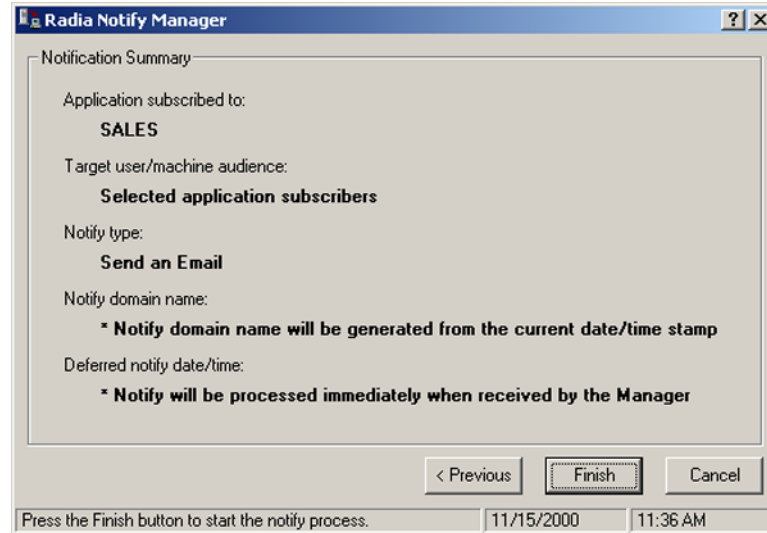 Radia Notify Manager
Notification Summary
Application subscribed to:
SALES
Target user/machine audience:
Selected application subscribers
Notify type:
Send an Email
Notify domain name:
* Notify domain name will be generated from the current date/time stamp
Deferred notify date/time:
* Notify will be processed immediately when received by the Manager
< Previous Finish Cancel
Press the Finish button to start the notify process. 11/15/2000 11:36 AM